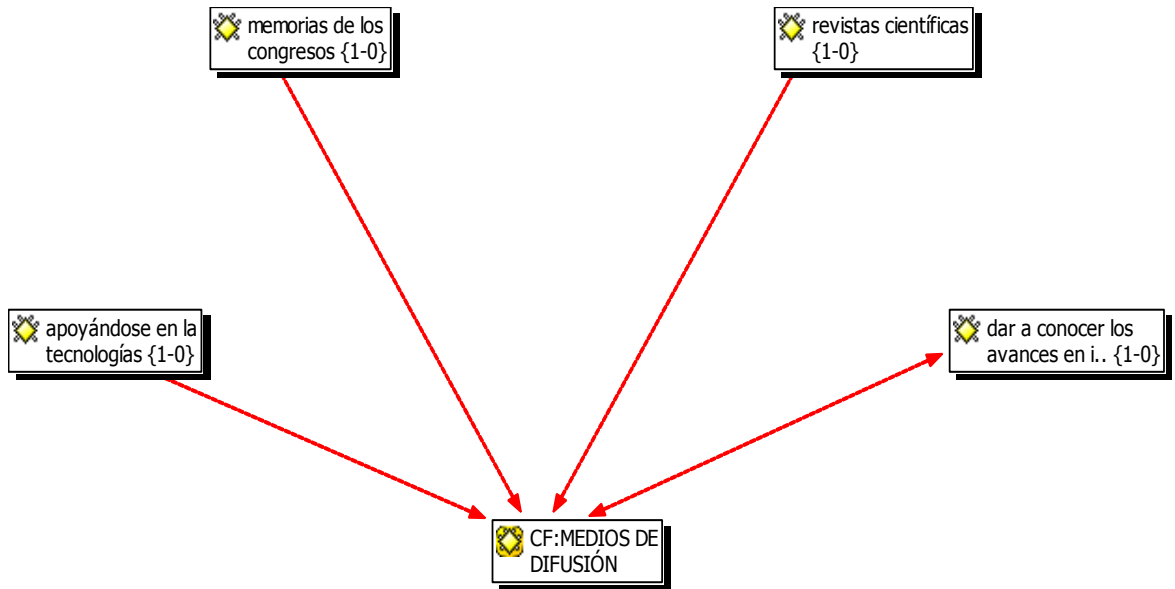 memorias de los
congresos {1-0}
revistas científicas
{1-0}
apoyándose en la
tecnologías {1-0}
dar a conocer los
avances en i.. {1-0}
CF:MEDIOS DE
DIFUSIÓN